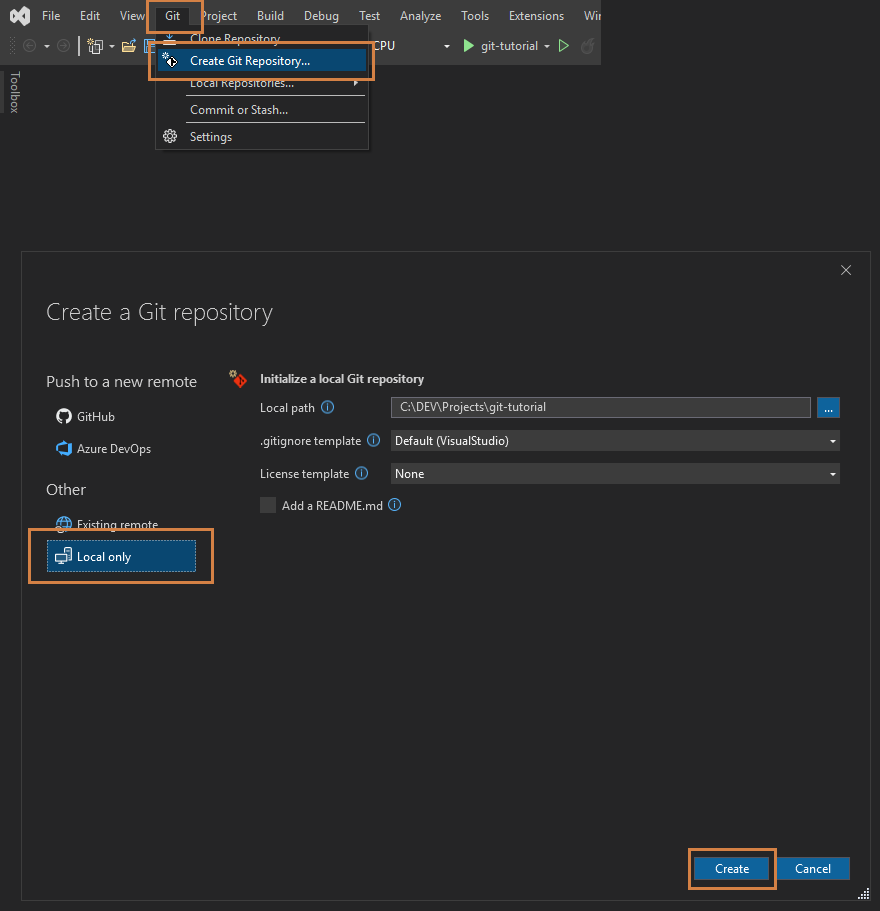 File Edit View Git Project Build Debug Test Analyze Tools Extensions Win
Clone Repository...
CPU git-tutorial
Create Git Repository...
Local Repositories...
Toolbox
Commit or Stash...
Settings
Create a Git repository
Push to a new remote
Initialize a local Git repository
GitHub
Local path C:\DEV\Projects\git-tutorial ...
Azure DevOps
.gitignore template Default (VisualStudio)
Other
License template None
Existing remote
Add a README.md
Local only
Create Cancel